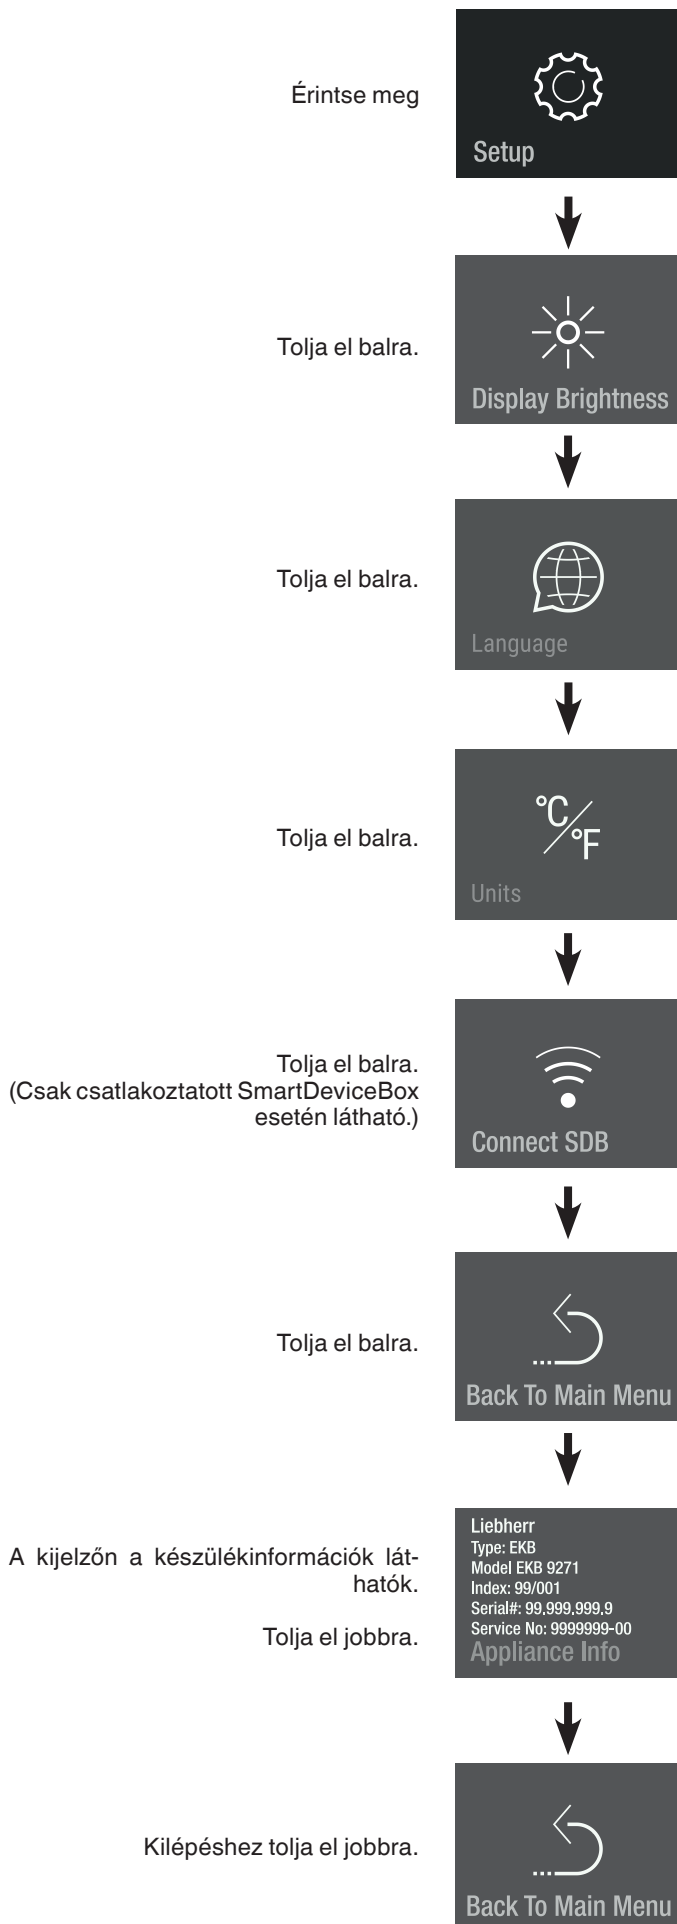 Érintse meg
Setup
Tolja el balra.
Display Brightness
Tolja el balra.
Language
Tolja el balra.
°C/°F
Units
Tolja el balra.
(Csak csatlakoztatott SmartDeviceBox
esetén látható.)
Connect SDB
Tolja el balra.
Back To Main Menu
A kijelzőn a készülékinformációk lát-
hatók.
Tolja el jobbra.
Liebherr
Type: EKB
Model EKB 9271
Index: 99/001
Serial#: 99.999.999.9
Service No: 9999999-00
Appliance Info
Kilépéshez tolja el jobbra.
Back To Main Menu